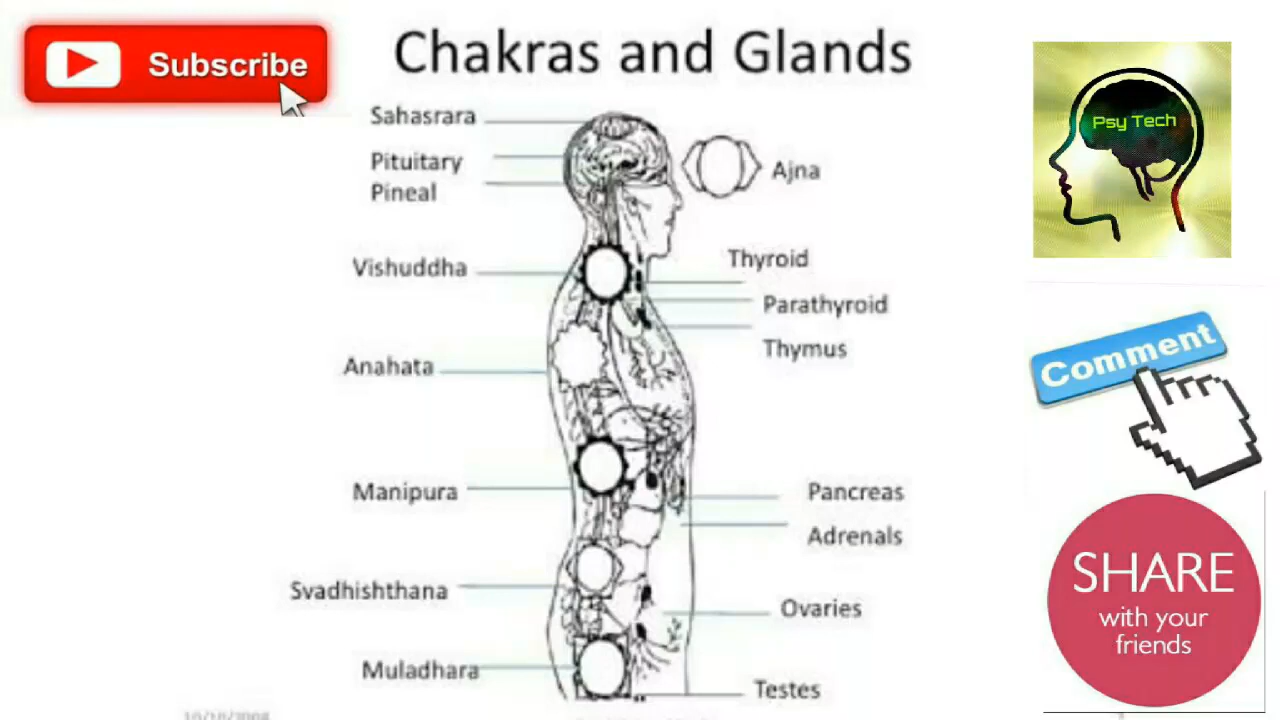 Subscribe
Chakras and Glands
Psy Tech
Sahasrara
Pituitary
Pineal
Ajna
Vishuddha
Thyroid
Parathyroid
Thymus
Anahata
Manipura
Pancreas
Adrenals
Svadhishthana
Ovaries
Muladhara
Testes
Comment
SHARE
with your
friends